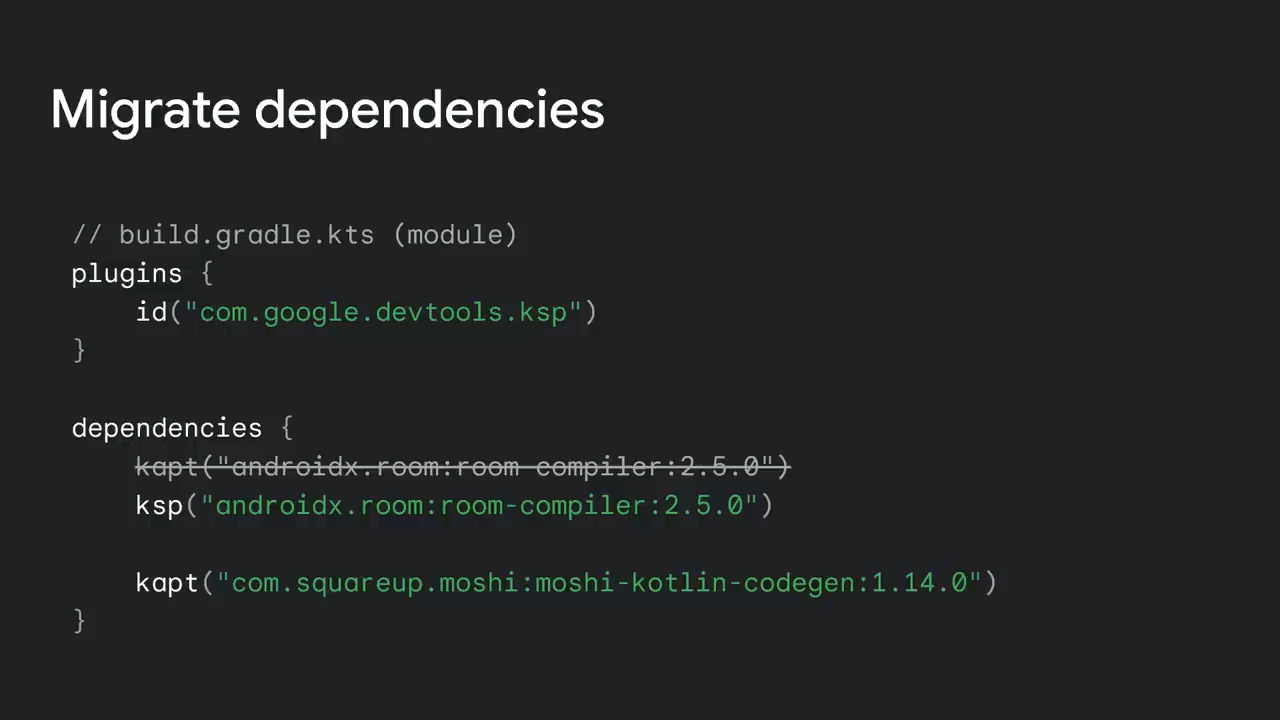 Migrate dependencies
// build.gradle.kts (module)
plugins {
    id("com.google.devtools.ksp")
}
dependencies {
    kapt("androidx.room:room-compiler:2.5.0")
    ksp("androidx.room:room-compiler:2.5.0")
    kapt("com.squareup.moshi:moshi-kotlin-codegen:1.14.0")
}